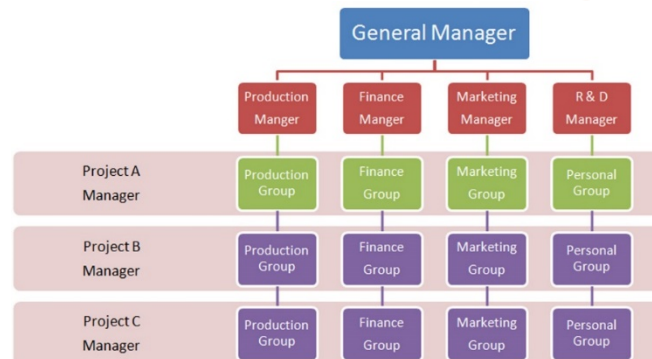 General Manager
Production
Manger
Finance
Manger
Marketing
Manager
R & D
Manager
Project A
Manager
Production
Group
Finance
Group
Marketing
Group
Personal
Group
Project B
Manager
Production
Group
Finance
Group
Marketing
Group
Personal
Group
Project C
Manager
Production
Group
Finance
Group
Marketing
Group
Personal
Group